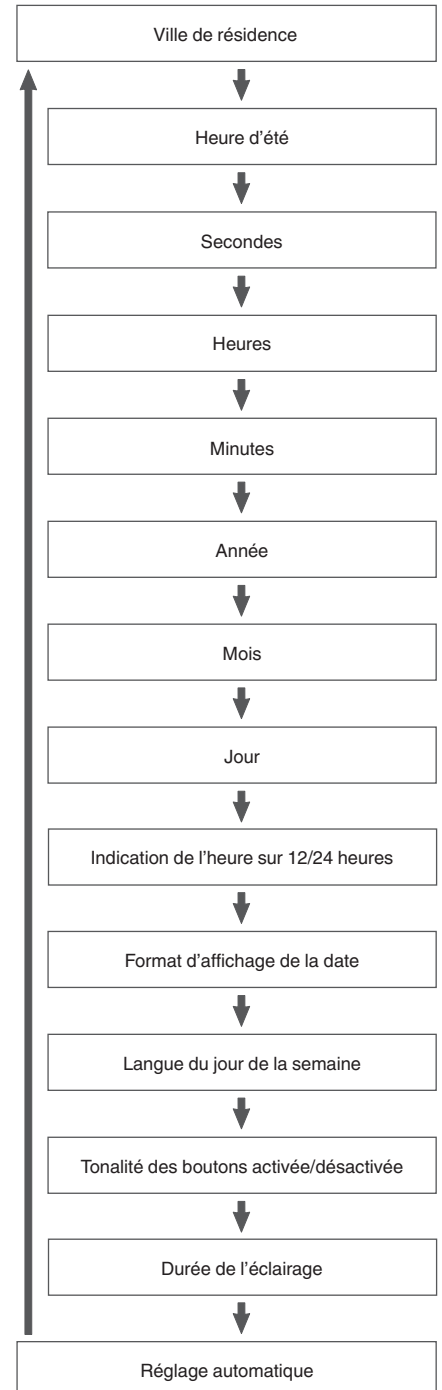 Ville de résidence
Heure d’été
Secondes
Heures
Minutes
Année
Mois
Jour
Indication de l’heure sur 12/24 heures
Format d’affichage de la date
Langue du jour de la semaine
Tonalité des boutons activée/désactivée
Durée de l’éclairage
Réglage automatique